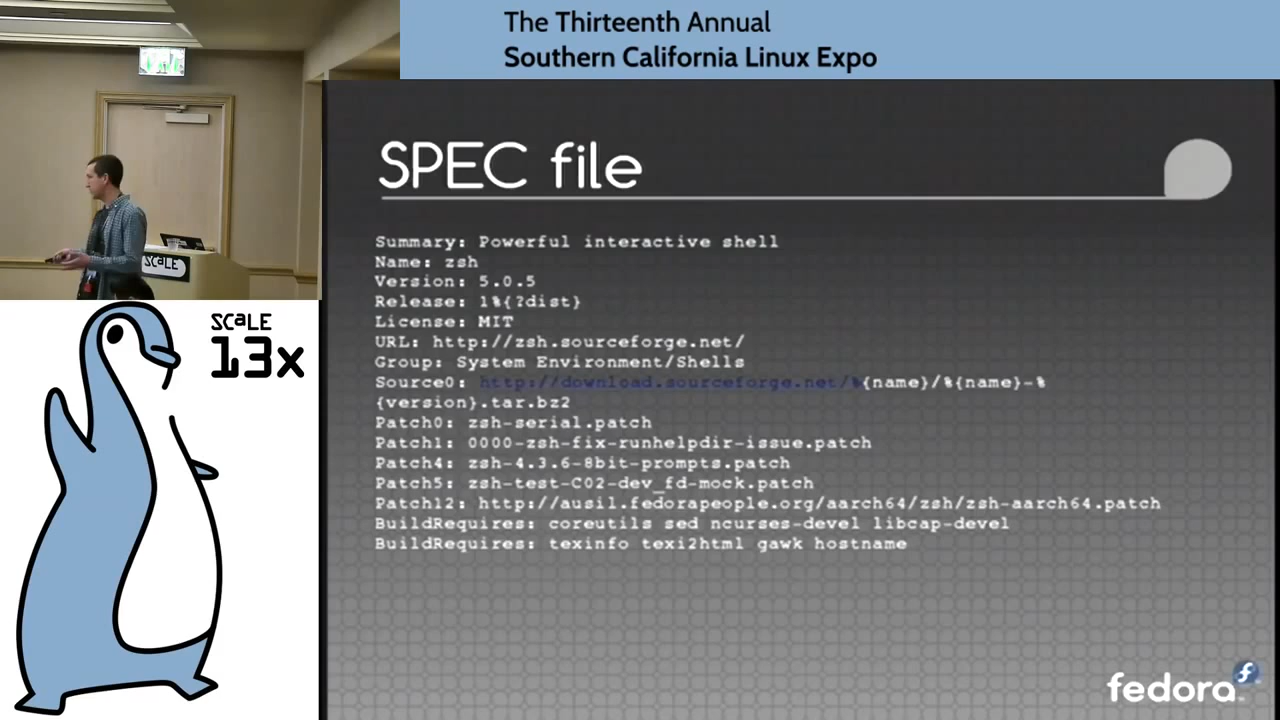 The Thirteenth Annual
Southern California Linux Expo
SPEC file
Summary: Powerful interactive shell
Name: zsh
Version: 5.0.5
Release: 1%{?dist}
License: MIT
URL: http://zsh.sourceforge.net/
Group: System Environment/Shells
Source0: http://download.sourceforge.net/%{name}/%{name}-%
{version}.tar.bz2
Patch0: zsh-serial.patch
Patch1: 0000-zsh-fix-runhelpdir-issue.patch
Patch4: zsh-4.3.6-8bit-prompts.patch
Patch5: zsh-test-C02-dev_fd-mock.patch
Patch12: http://ausil.fedorapeople.org/aarch64/zsh/zsh-aarch64.patch
BuildRequires: coreutils sed ncurses-devel libcap-devel
BuildRequires: texinfo texi2html gawk hostname
fedora
SCaLE
SCALE
13x